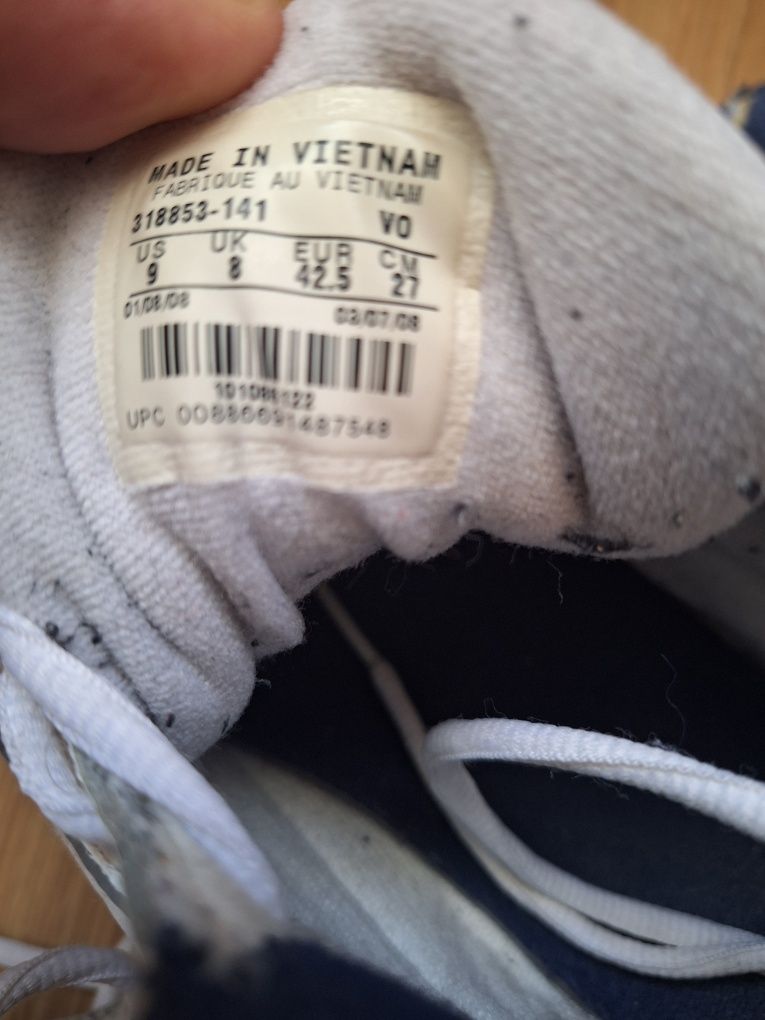 MADE IN VIETNAM
FABRIQUE AU VIETNAM
318853-141 VO
US UK EUR CM
9 8 42.5 27
01/08/08 03/07/08
UPC 00880091487548